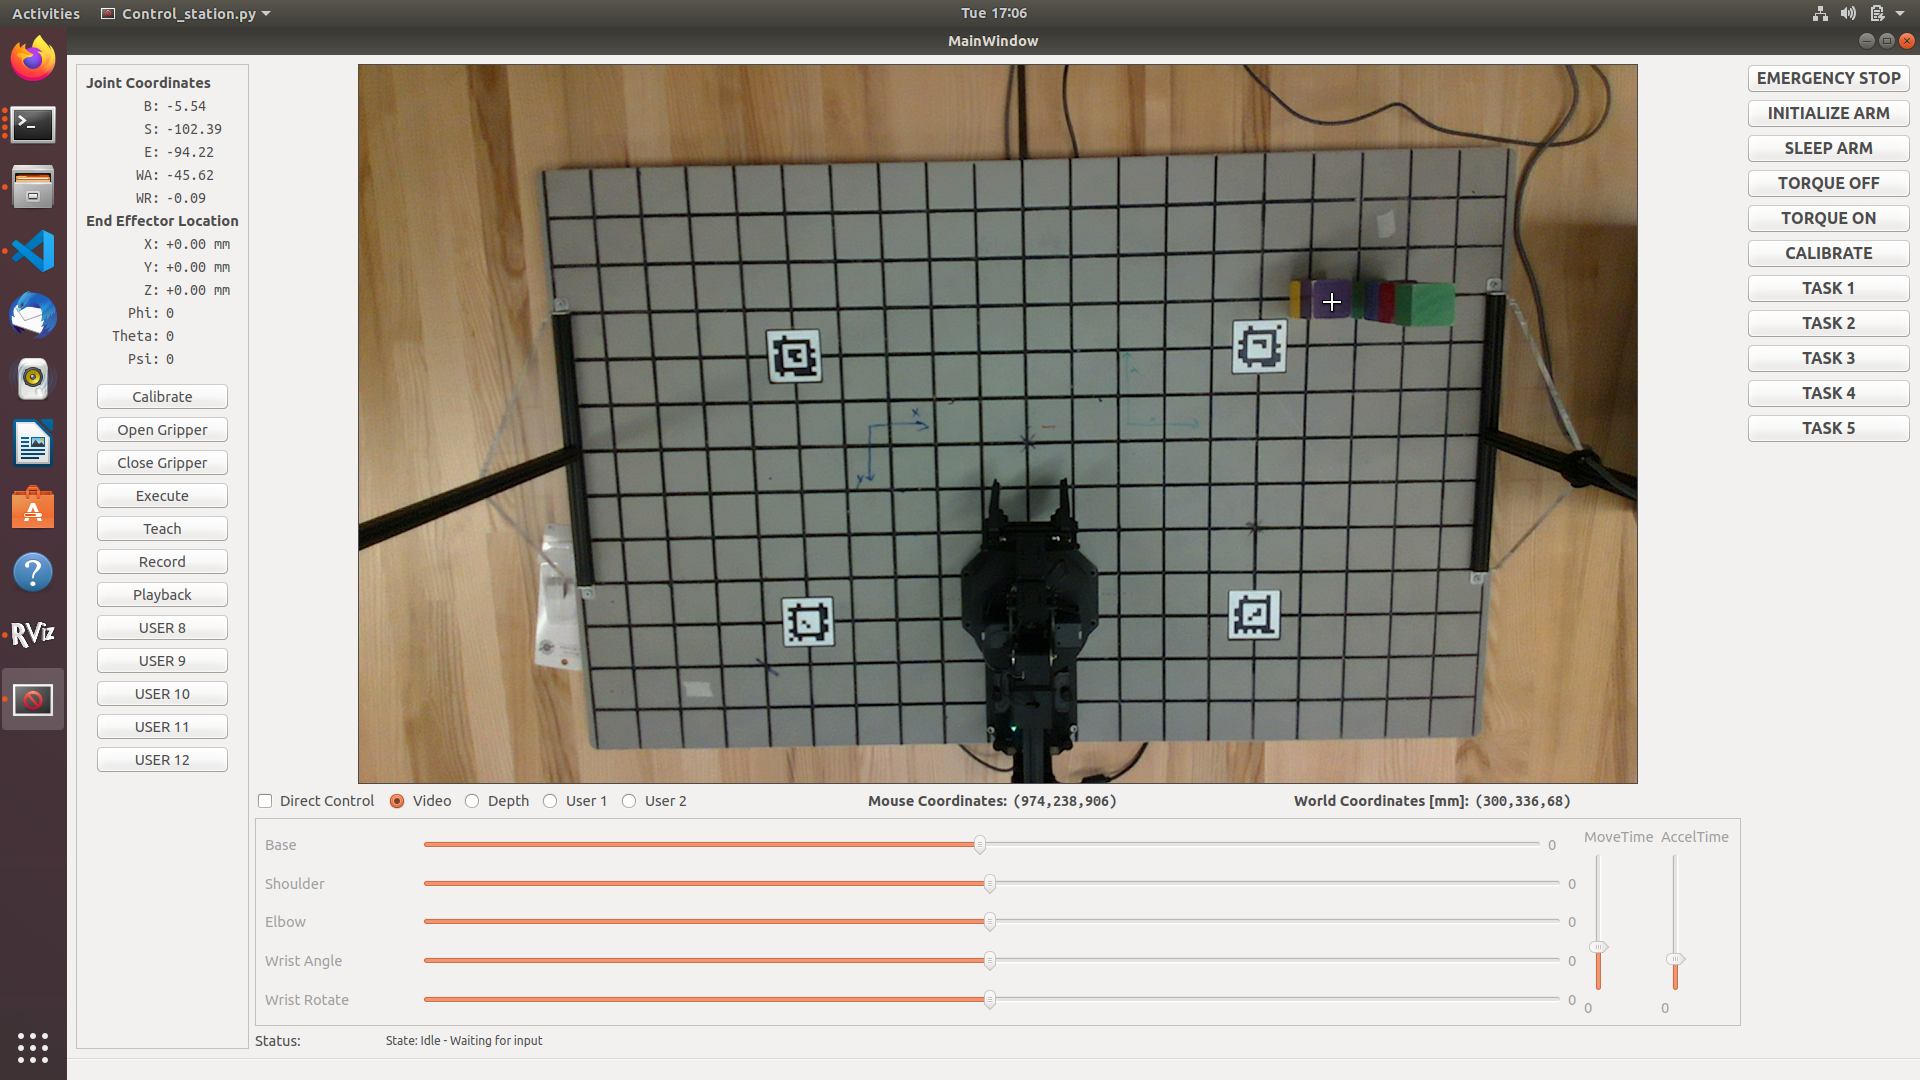 Activities
Control_station.py
Tue 17:06
MainWindow
Joint Coordinates
B: -5.54
S: -102.39
E: -94.22
WA: -45.62
WR: -0.09
End Effector Location
X: +0.00 mm
Y: +0.00 mm
Z: +0.00 mm
Phi: 0
Theta: 0
Psi: 0
Calibrate
Open Gripper
Close Gripper
Execute
Teach
Record
Playback
USER 8
USER 9
USER 10
USER 11
USER 12
RViz
x
y
EMERGENCY STOP
INITIALIZE ARM
SLEEP ARM
TORQUE OFF
TORQUE ON
CALIBRATE
TASK 1
TASK 2
TASK 3
TASK 4
TASK 5
Direct Control
Video
Depth
User 1
User 2
Mouse Coordinates: (974,238,906)
World Coordinates [mm]: (300,336,68)
Base 0
Shoulder 0
Elbow 0
Wrist Angle 0
Wrist Rotate 0
MoveTime
AccelTime
0
0
Status:
State: Idle - Waiting for input